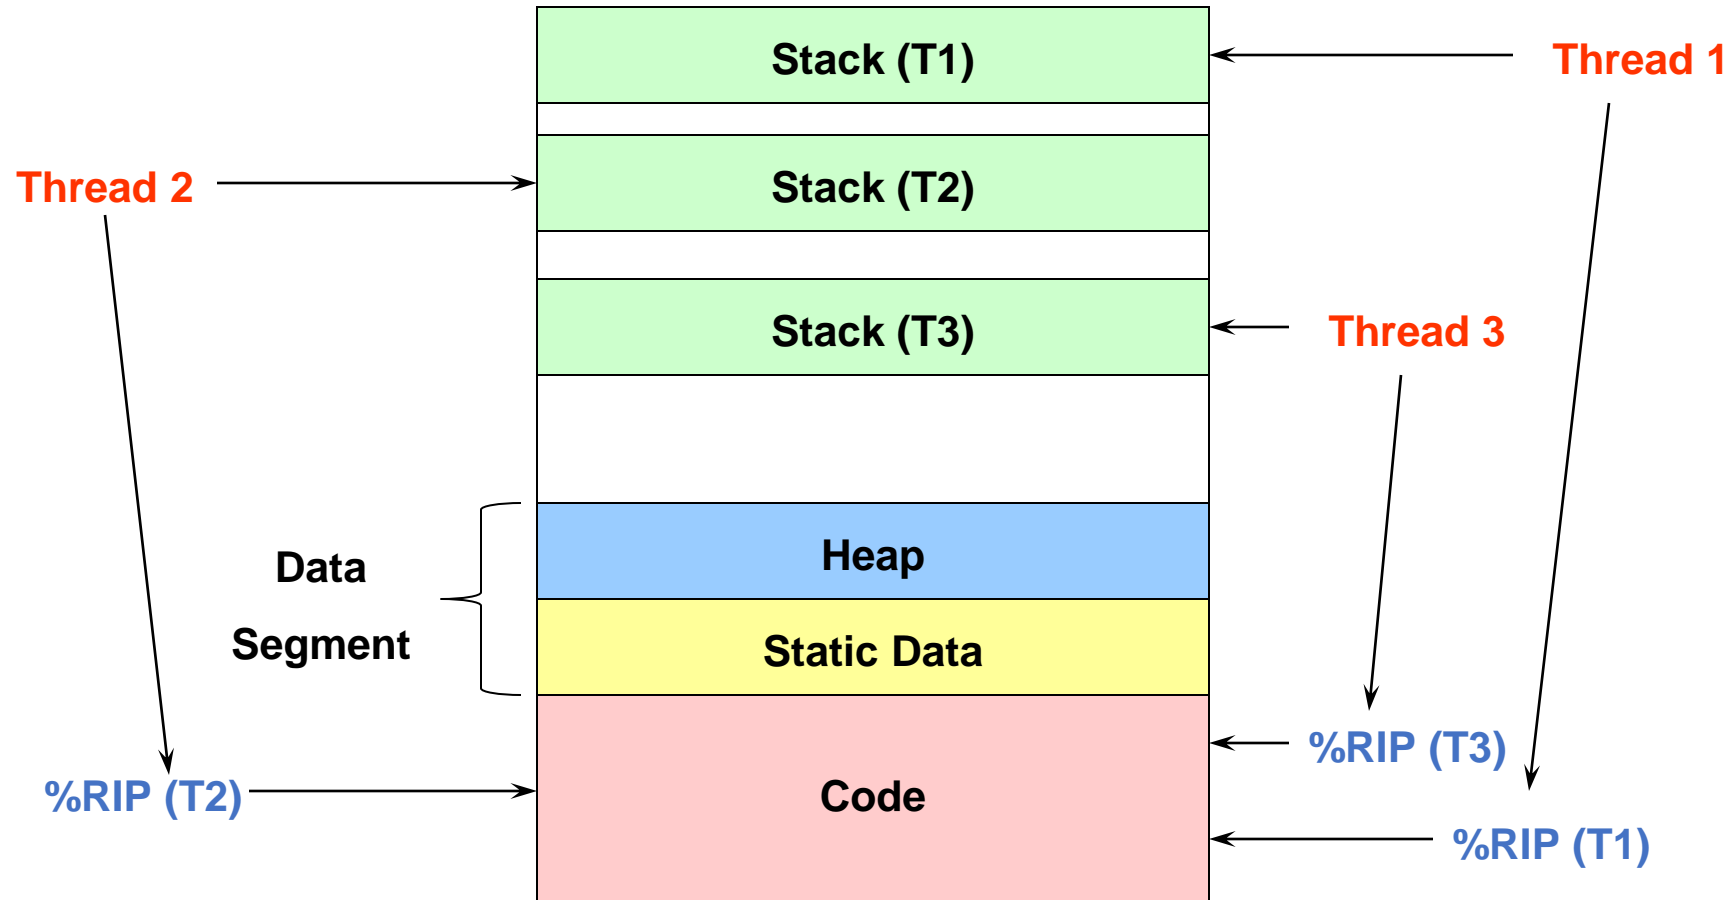 Stack (T1)
Thread 1
Thread 2
Stack (T2)
Stack (T3)
Thread 3
Heap
Data
Segment
Static Data
%RIP (T3)
%RIP (T2)
Code
%RIP (T1)